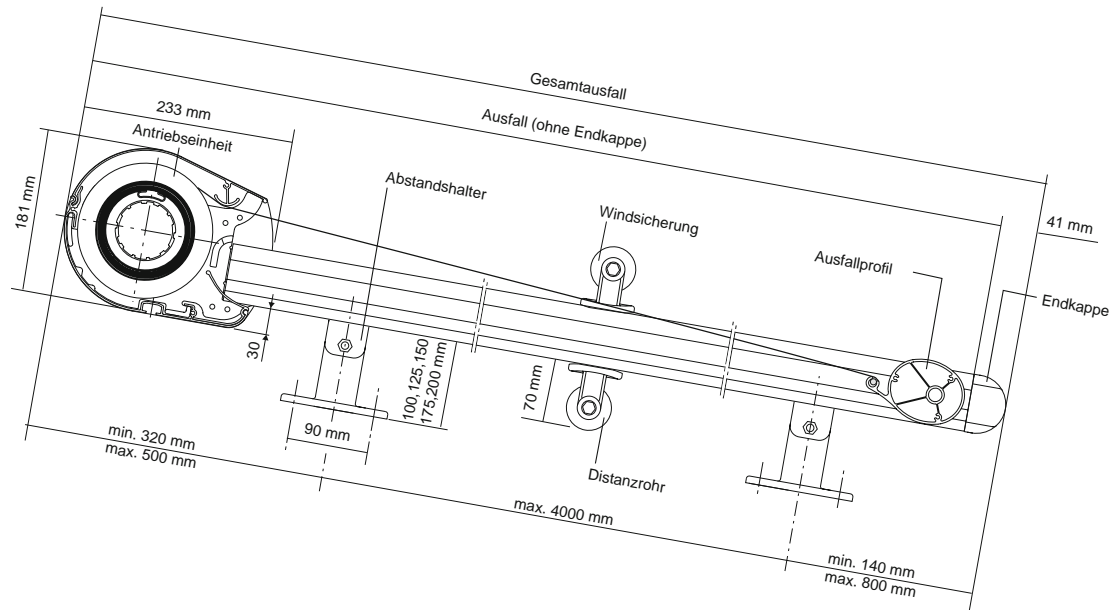 Gesamtausfall
Ausfall (ohne Endkappe)
233 mm
Antriebseinheit
181 mm
Abstandshalter
Windsicherung
41 mm
Ausfallprofil
Endkappe
30
100,125,150
175,200 mm
70 mm
90 mm
min. 320 mm
max. 500 mm
Distanzrohr
max. 4000 mm
min. 140 mm
max. 800 mm